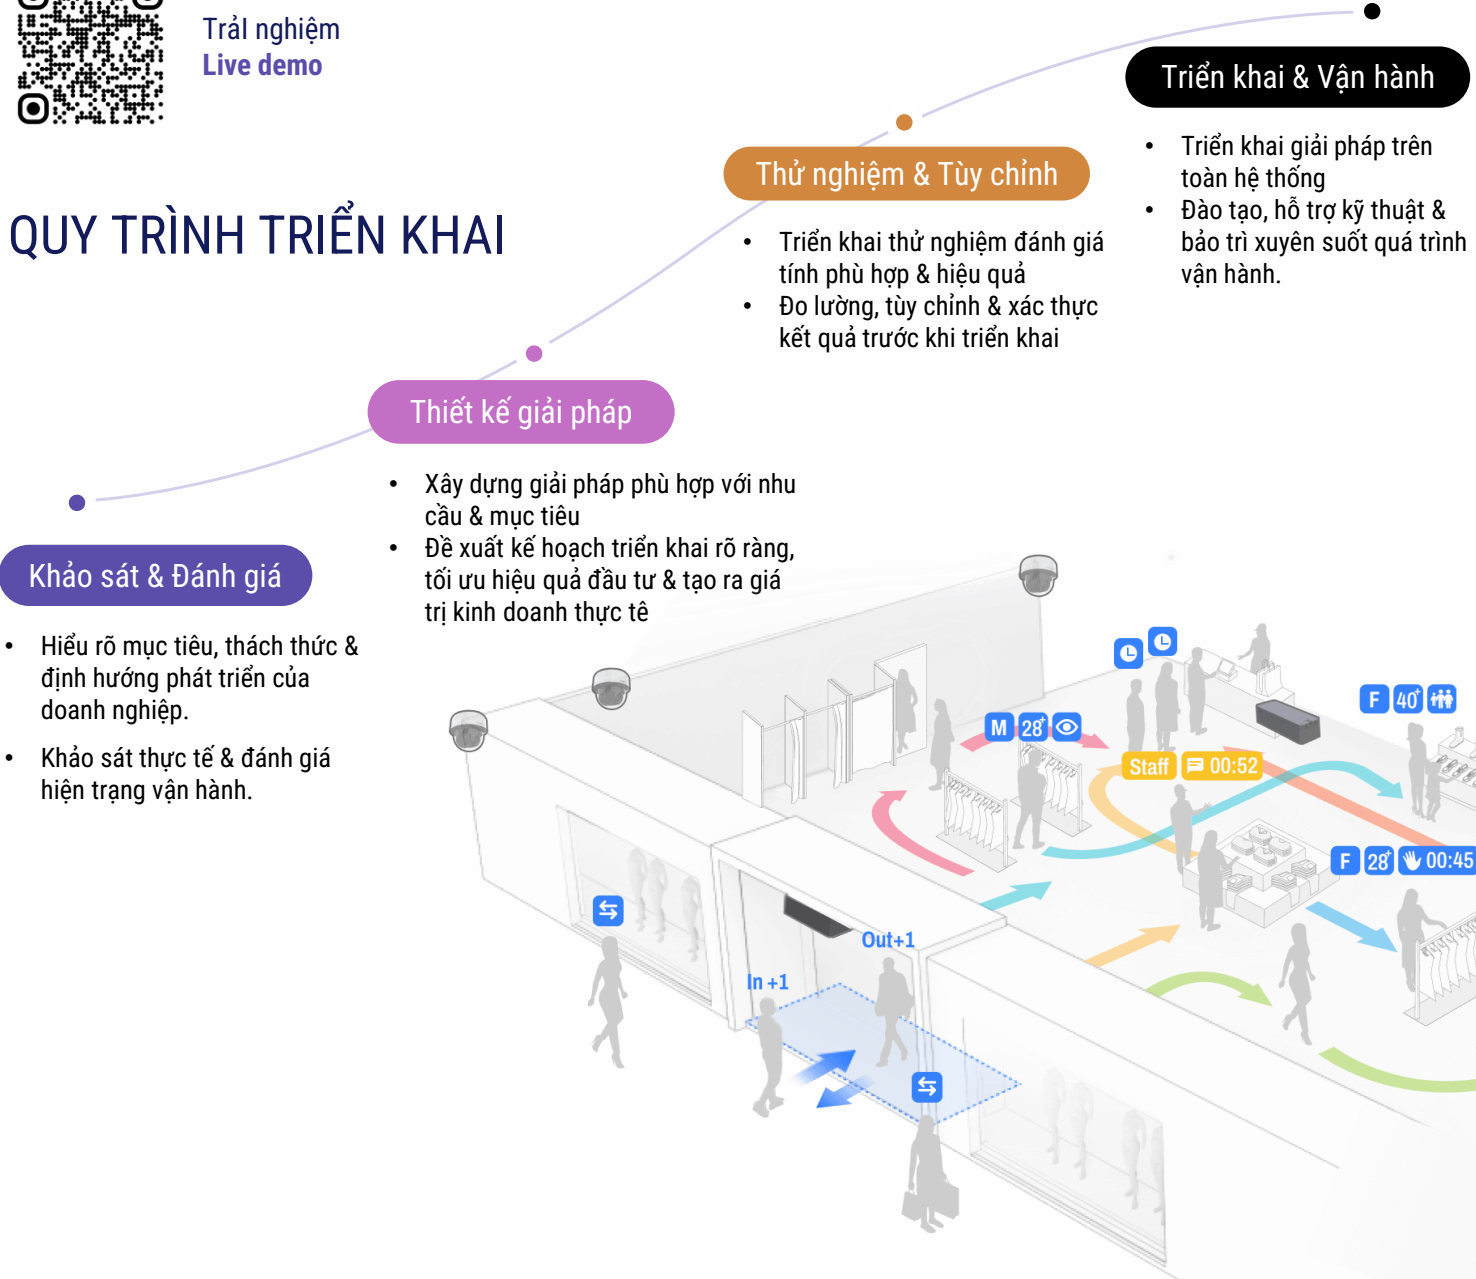 TrảI nghiệm
Live demo
QUY TRÌNH TRIỂN KHAI
Khảo sát & Đánh giá
• Hiểu rõ mục tiêu, thách thức &
định hướng phát triển của
doanh nghiệp.
• Khảo sát thực tế & đánh giá
hiện trạng vận hành.
Thiết kế giải pháp
• Xây dựng giải pháp phù hợp với nhu
cầu & mục tiêu
• Đề xuất kế hoạch triển khai rõ ràng,
tối ưu hiệu quả đầu tư & tạo ra giá
trị kinh doanh thực tê
Thử nghiệm & Tùy chỉnh
• Triển khai thử nghiệm đánh giá
tính phù hợp & hiệu quả
• Đo lường, tùy chỉnh & xác thực
kết quả trước khi triển khai
Triển khai & Vận hành
• Triển khai giải pháp trên
toàn hệ thống
• Đào tạo, hỗ trợ kỹ thuật &
bảo trì xuyên suốt quá trình
vận hành.
F 40+
M 28+
Staff 00:52
F 28+ 00:45
Out+1
In +1